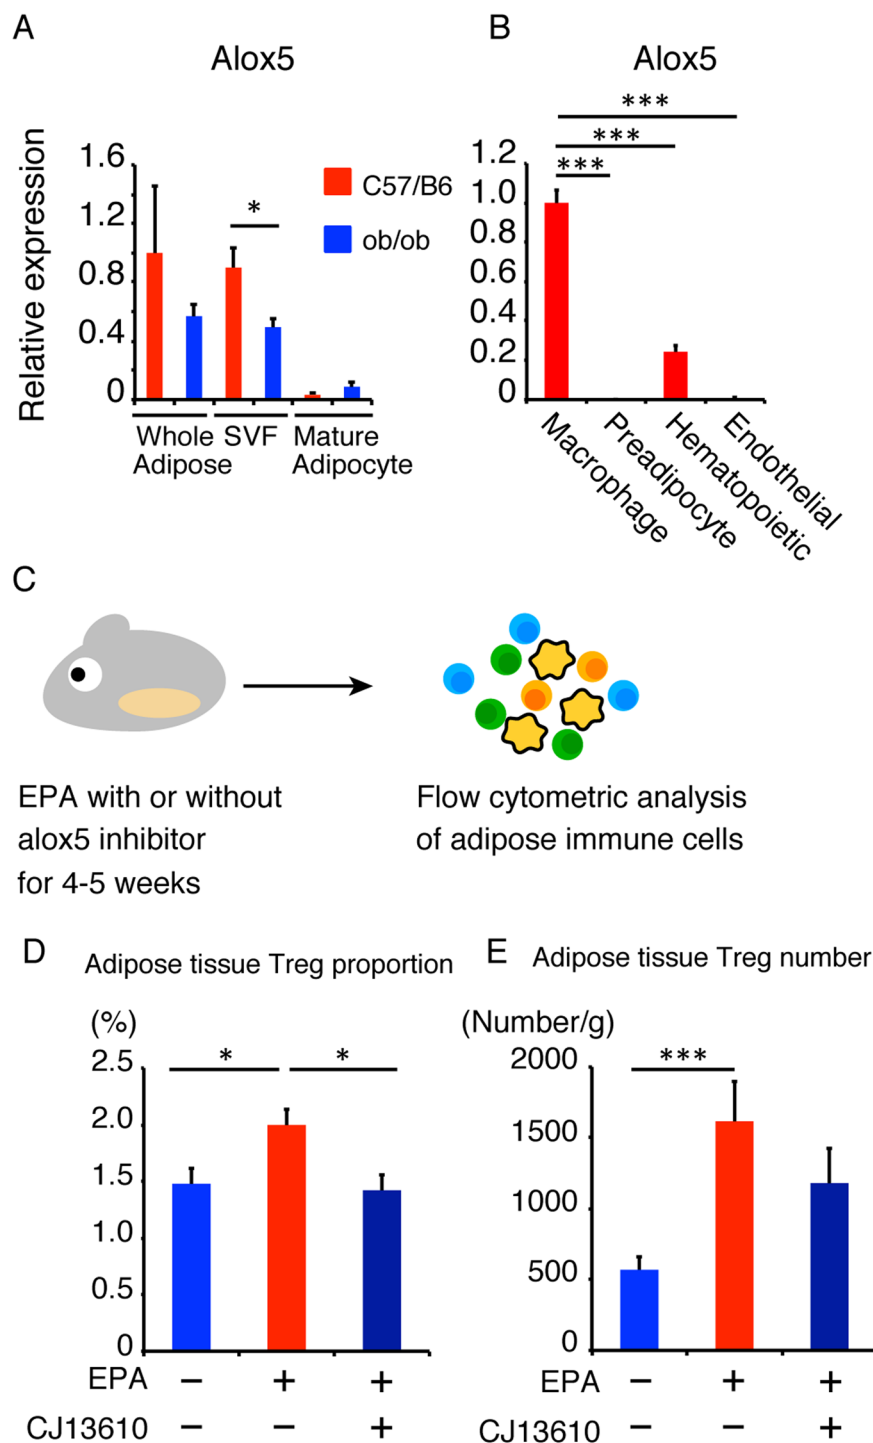 A
Alox5
Relative expression
1.6
1.2
0.8
0.4
0
*
C57/B6
ob/ob
Whole
Adipose
SVF
Mature
Adipocyte
B
Alox5
***
***
***
1.2
1.0
0.8
0.6
0.4
0.2
0
Macrophage
Preadipocyte
Hematopoietic
Endothelial
C
EPA with or without
alox5 inhibitor
for 4-5 weeks
Flow cytometric analysis
of adipose immune cells
D
Adipose tissue Treg proportion
(%)
2.5
2.0
1.5
1.0
0.5
0
*
*
EPA − + +
CJ13610 − − +
E
Adipose tissue Treg number
(Number/g)
2000
1500
1000
500
0
***
EPA − + +
CJ13610 − − +